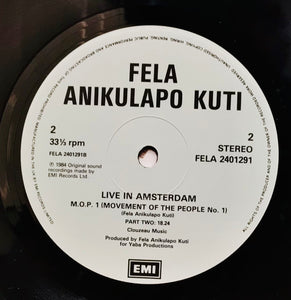 FELA
ANIKULAPO KUTI
2
33⅓ rpm
FELA 2401291B
2
STEREO
FELA 2401291
℗ 1984 Original sound
recordings made by
EMI Records Ltd
LIVE IN AMSTERDAM
M.O.P. 1 (MOVEMENT OF THE PEOPLE No. 1)
(Fela Anikulapo Kuti)
PART TWO: 18.24
Clouzeau Music
Produced by Fela Anikulapo Kuti
for Yaba Productions
EMI